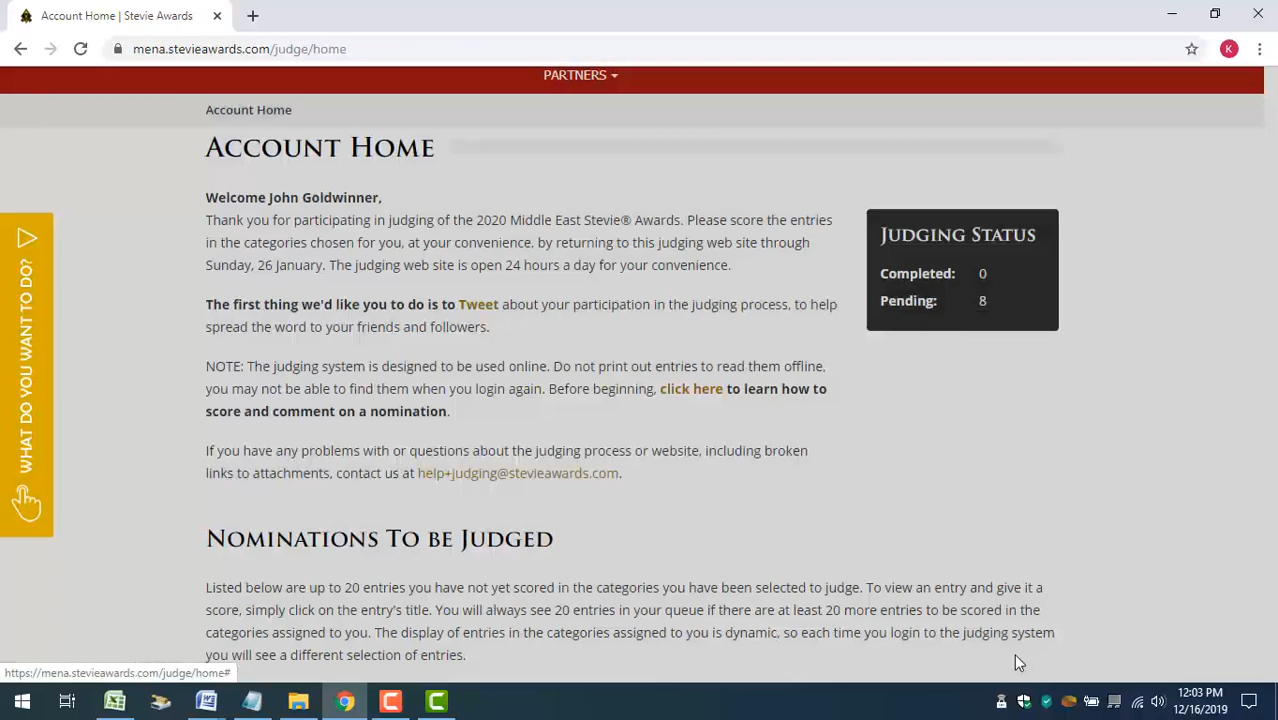 Account Home | Stevie Awards
mena.stevieawards.com/judge/home
K
PARTNERS
Account Home
ACCOUNT HOME
Welcome John Goldwinner,
Thank you for participating in judging of the 2020 Middle East Stevie® Awards. Please score the entries
in the categories chosen for you, at your convenience, by returning to this judging web site through
Sunday, 26 January. The judging web site is open 24 hours a day for your convenience.
The first thing we'd like you to do is to Tweet about your participation in the judging process, to help
spread the word to your friends and followers.
NOTE: The judging system is designed to be used online. Do not print out entries to read them offline,
you may not be able to find them when you login again. Before beginning, click here to learn how to
score and comment on a nomination.
If you have any problems with or questions about the judging process or website, including broken
links to attachments, contact us at help+judging@stevieawards.com.
JUDGING STATUS
Completed: 0
Pending: 8
WHAT DO YOU WANT TO DO?
NOMINATIONS TO BE JUDGED
Listed below are up to 20 entries you have not yet scored in the categories you have been selected to judge. To view an entry and give it a
score, simply click on the entry's title. You will always see 20 entries in your queue if there are at least 20 more entries to be scored in the
categories assigned to you. The display of entries in the categories assigned to you is dynamic, so each time you login to the judging system
you will see a different selection of entries.
https://mena.stevieawards.com/judge/home#
12:03 PM
12/16/2019